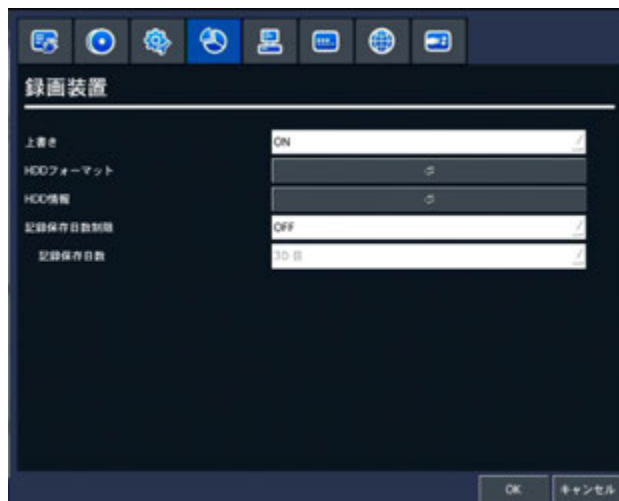 録画装置
上書き ON
HDDフォーマット
HDD情報
記録保存日数制限 OFF
記録保存日数 30 日
OK キャンセル